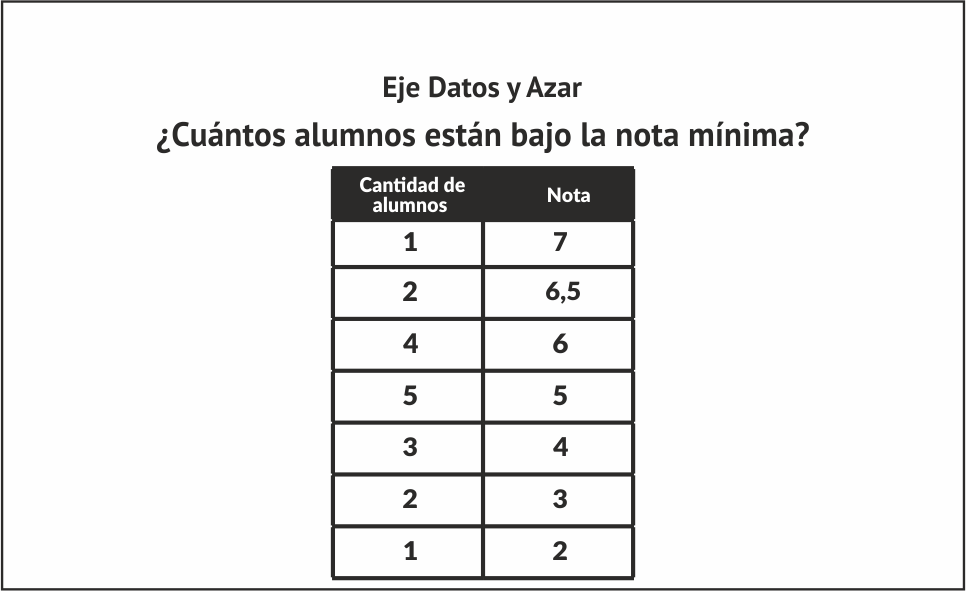 Eje Datos y Azar
¿Cuántos alumnos están bajo la nota mínima?
Cantidad de
alumnos
Nota
1 7
2 6,5
4 6
5 5
3 4
2 3
1 2